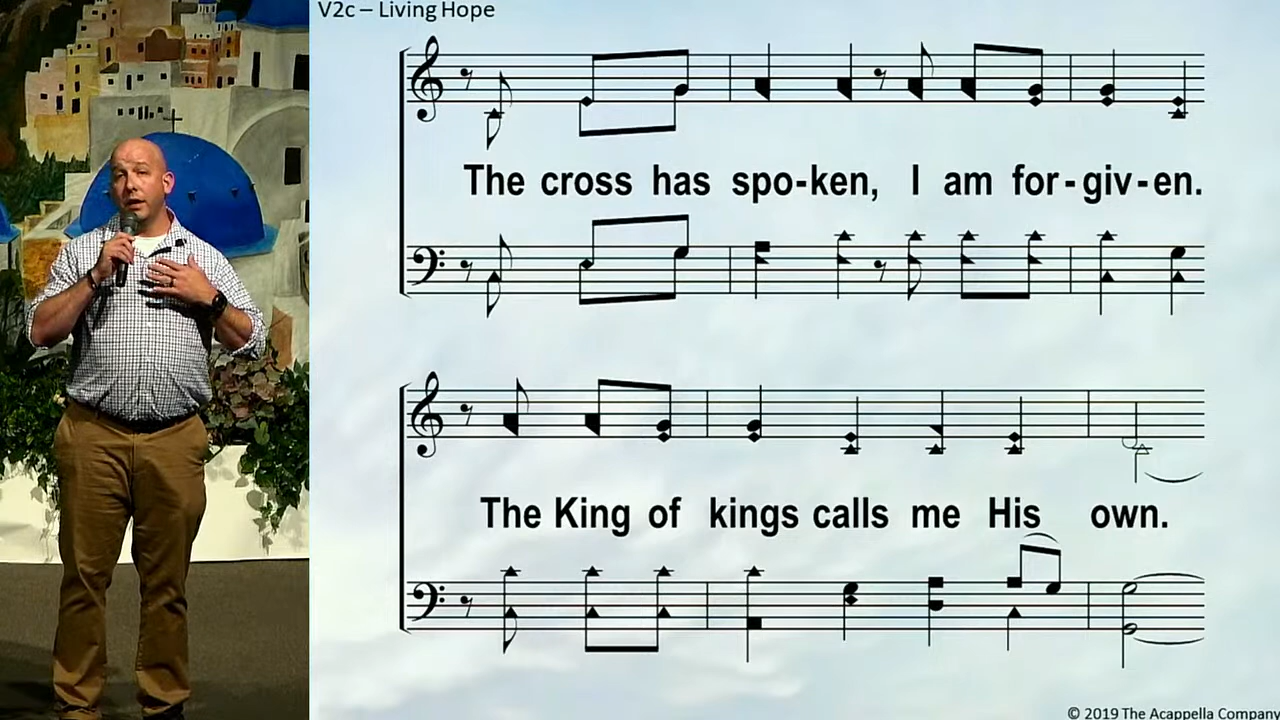 V2c – Living Hope
The cross has spo-ken, I am for-giv-en.
The King of kings calls me His own.
© 2019 The Acappella Company